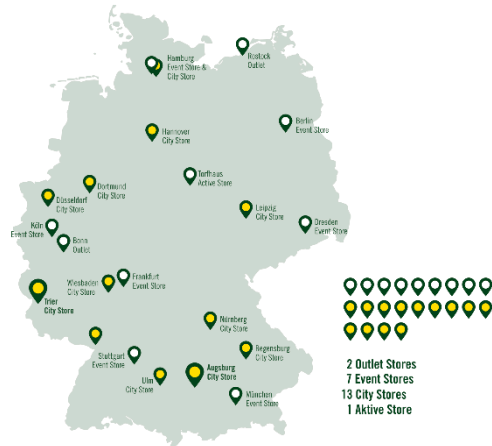 Hamburg
Event Store &
City Store
Rostock
Outlet
Berlin
Event Store
Hannover
City Store
Torfhaus
Active Store
Dortmund
City Store
Düsseldorf
City Store
Leipzig
City Store
Dresden
Event Store
Köln
Event Store
Bonn
Outlet
Wiesbaden
City Store
Frankfurt
Event Store
Trier
City Store
Nürnberg
City Store
Regensburg
City Store
Stuttgart
Event Store
Ulm
City Store
Augsburg
City Store
München
Event Store
2 Outlet Stores
7 Event Stores
13 City Stores
1 Aktive Store